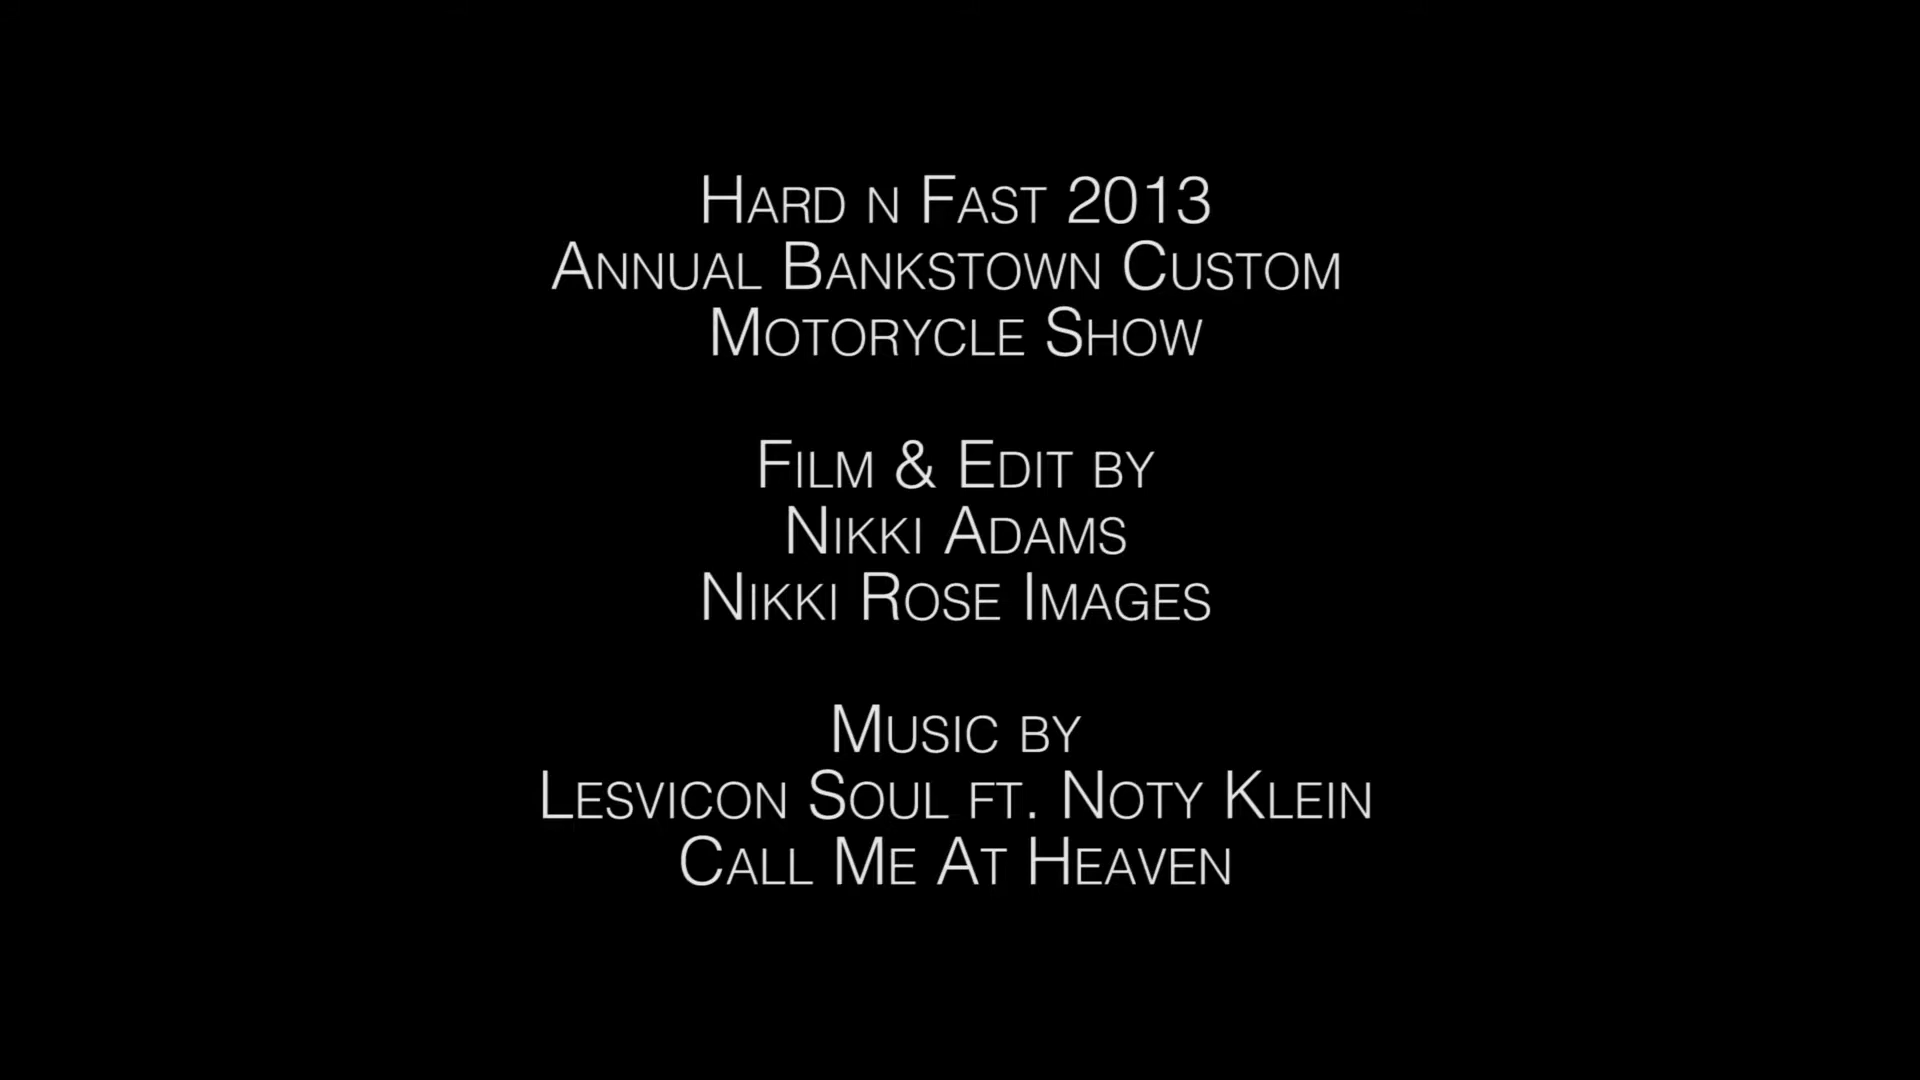 Hard n Fast 2013
Annual Bankstown Custom
Motorycle Show
Film & Edit by
Nikki Adams
Nikki Rose Images
Music by
Lesvicon Soul ft. Noty Klein
Call Me At Heaven